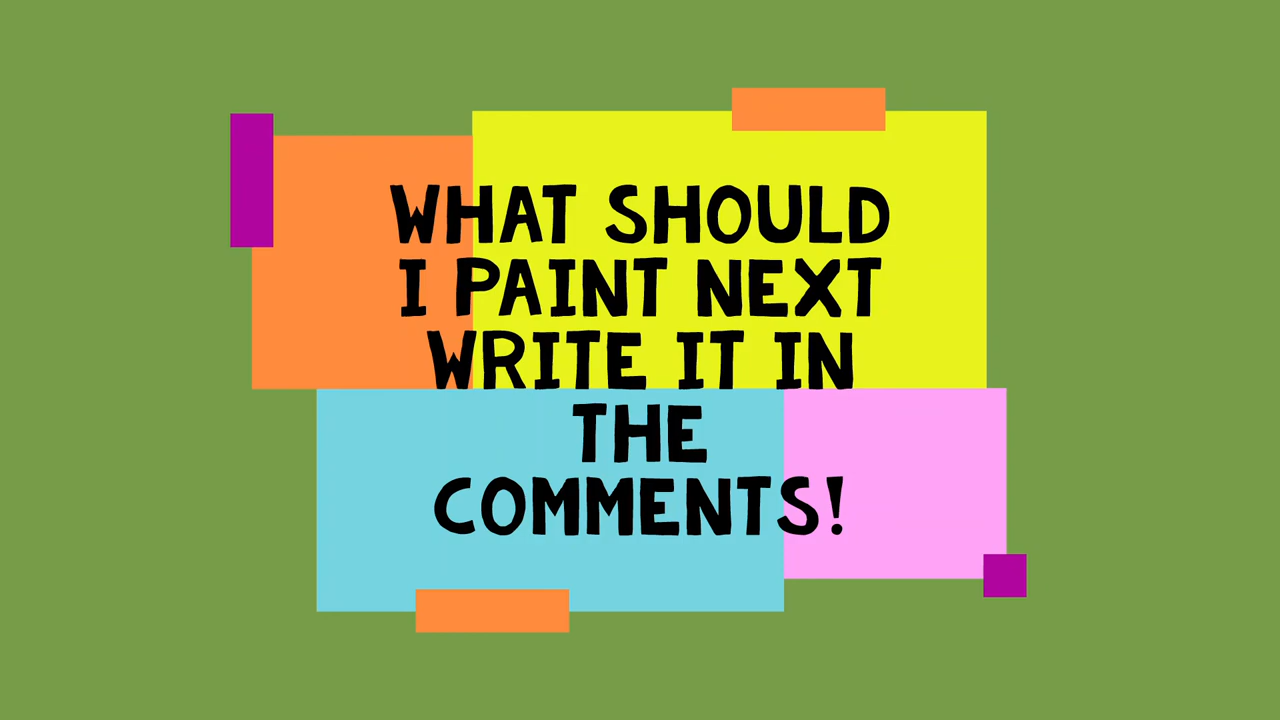 WHAT SHOULD
I PAINT NEXT
WRITE IT IN
THE
COMMENTS!